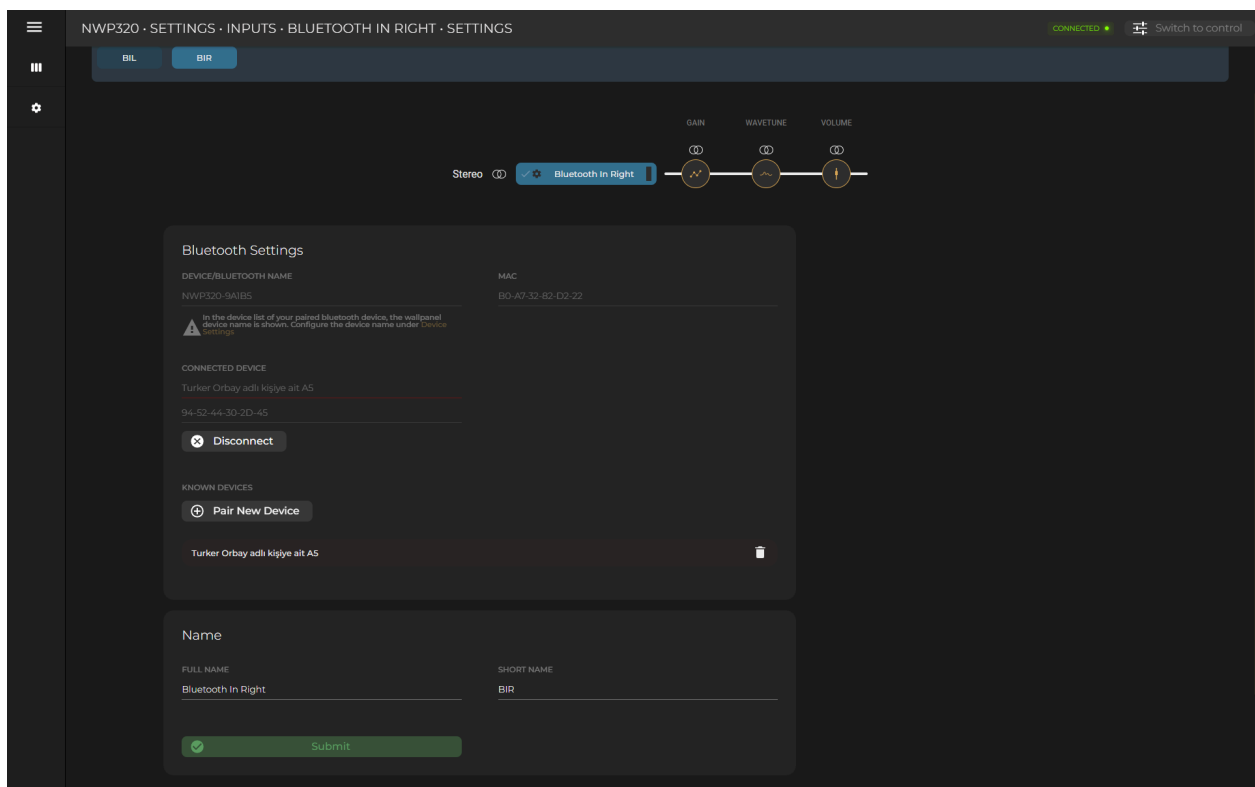 NWP320 • SETTINGS • INPUTS • BLUETOOTH IN RIGHT • SETTINGS
CONNECTED
Switch to control
BIL
BIR
GAIN
WAVETUNE
VOLUME
Stereo
Bluetooth In Right
Bluetooth Settings
DEVICE/BLUETOOTH NAME
MAC
NWP320-9A1B5
B0-A7-32-82-D2-22
In the device list of your paired bluetooth device, the wallpanel
device name is shown. Configure the device name under Device
Settings
CONNECTED DEVICE
Turker Orbay adlı kişiye ait A5
94-52-44-30-2D-45
Disconnect
KNOWN DEVICES
Pair New Device
Turker Orbay adlı kişiye ait A5
Name
FULL NAME
SHORT NAME
Bluetooth In Right
BIR
Submit